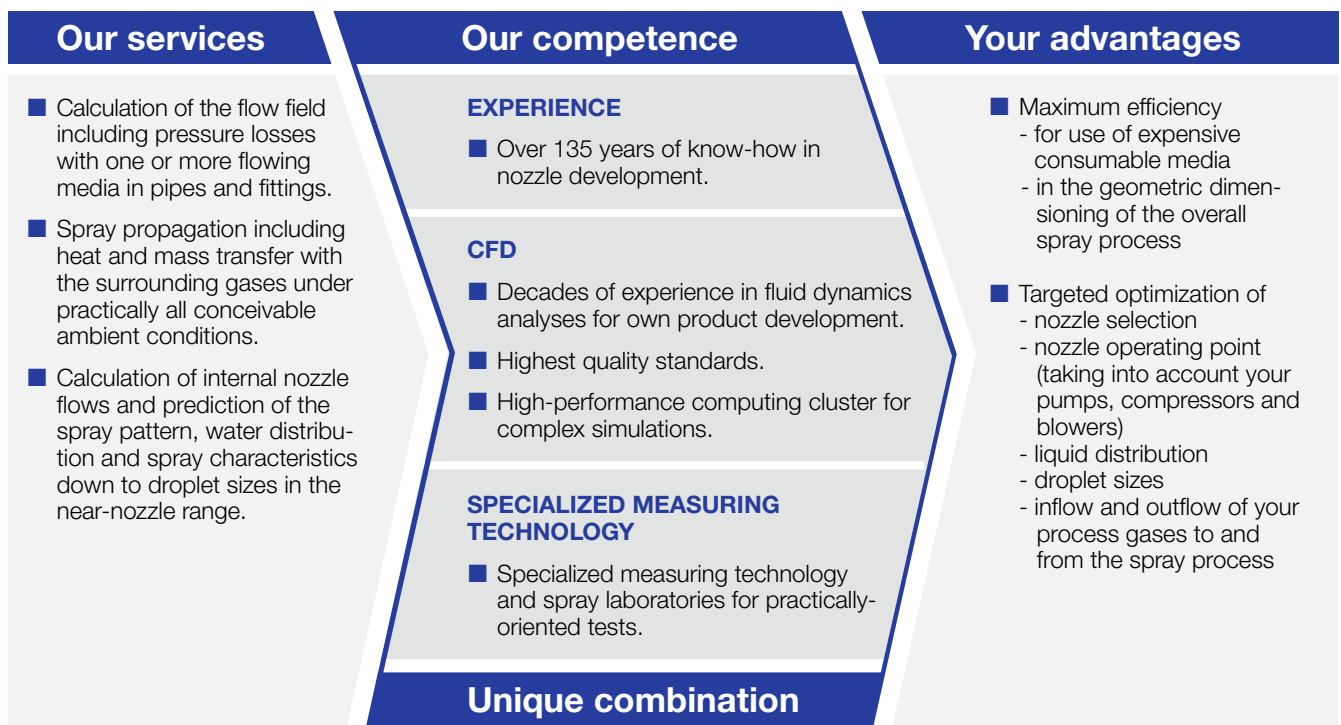 Our services
Calculation of the flow field
including pressure losses
with one or more flowing
media in pipes and fittings.
Spray propagation including
heat and mass transfer with
the surrounding gases under
practically all conceivable
ambient conditions.
Calculation of internal nozzle
flows and prediction of the
spray pattern, water distribu-
tion and spray characteristics
down to droplet sizes in the
near-nozzle range.
Our competence
EXPERIENCE
Over 135 years of know-how in
nozzle development.
CFD
Decades of experience in fluid dynamics
analyses for own product development.
Highest quality standards.
High-performance computing cluster for
complex simulations.
SPECIALIZED MEASURING
TECHNOLOGY
Specialized measuring technology
and spray laboratories for practically-
oriented tests.
Unique combination
Your advantages
Maximum efficiency
- for use of expensive
consumable media
- in the geometric dimen-
sioning of the overall
spray process
Targeted optimization of
- nozzle selection
- nozzle operating point
(taking into account your
pumps, compressors and
blowers)
- liquid distribution
- droplet sizes
- inflow and outflow of your
process gases to and
from the spray process